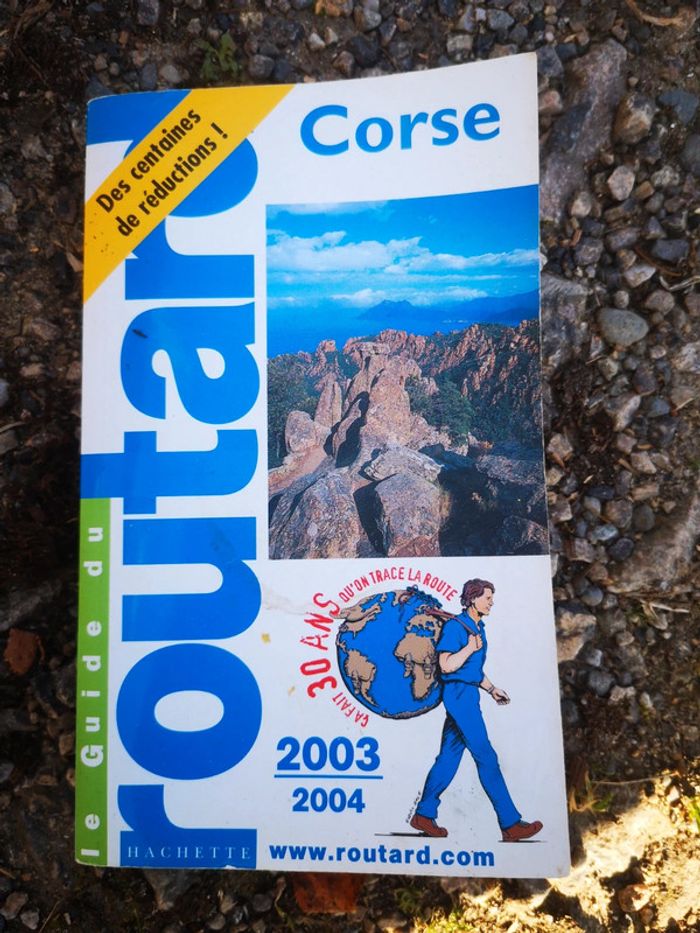 Des centaines
de réductions !
Corse
le Guide du
routard
ÇA FAIT 30 ANS QU'ON TRACE LA ROUTE
2003
2004
HACHETTE
www.routard.com